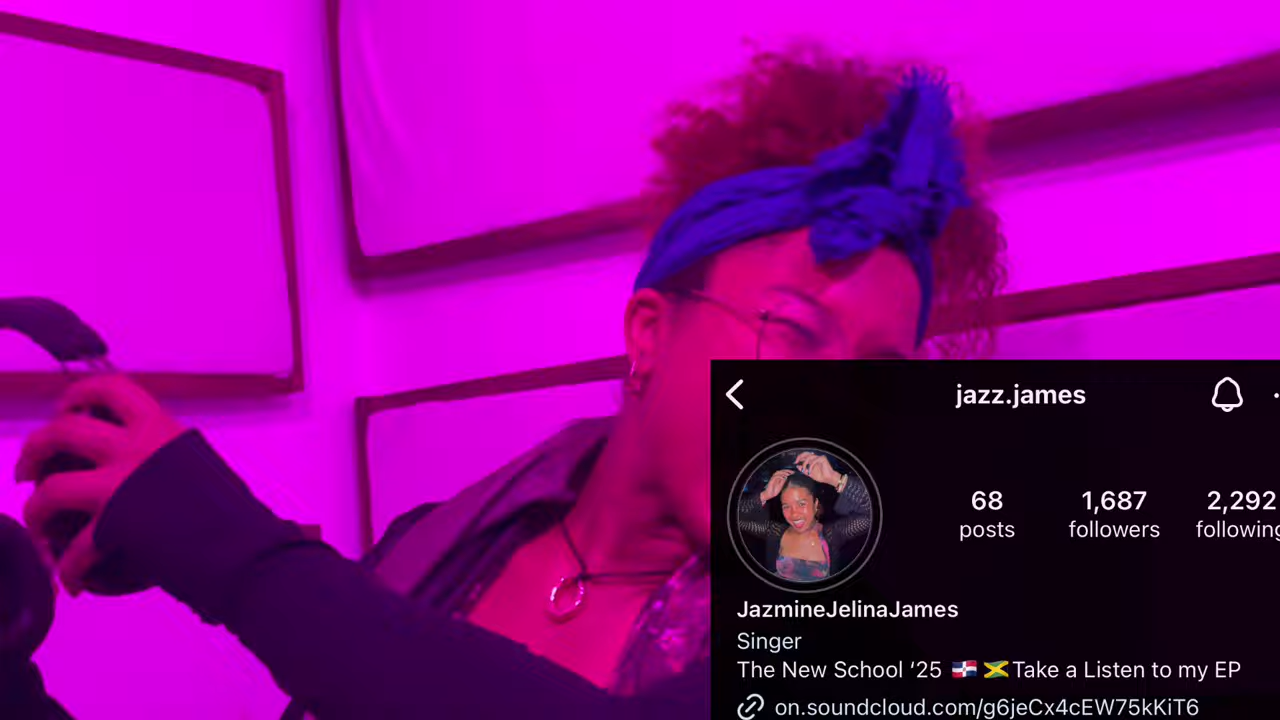 jazz.james
68 1,687 2,292
posts followers following
JazmineJelinaJames
Singer
The New School ‘25 🇩🇴 🇯🇲Take a Listen to my EP
on.soundcloud.com/g6jeCx4cEW75kKiT6